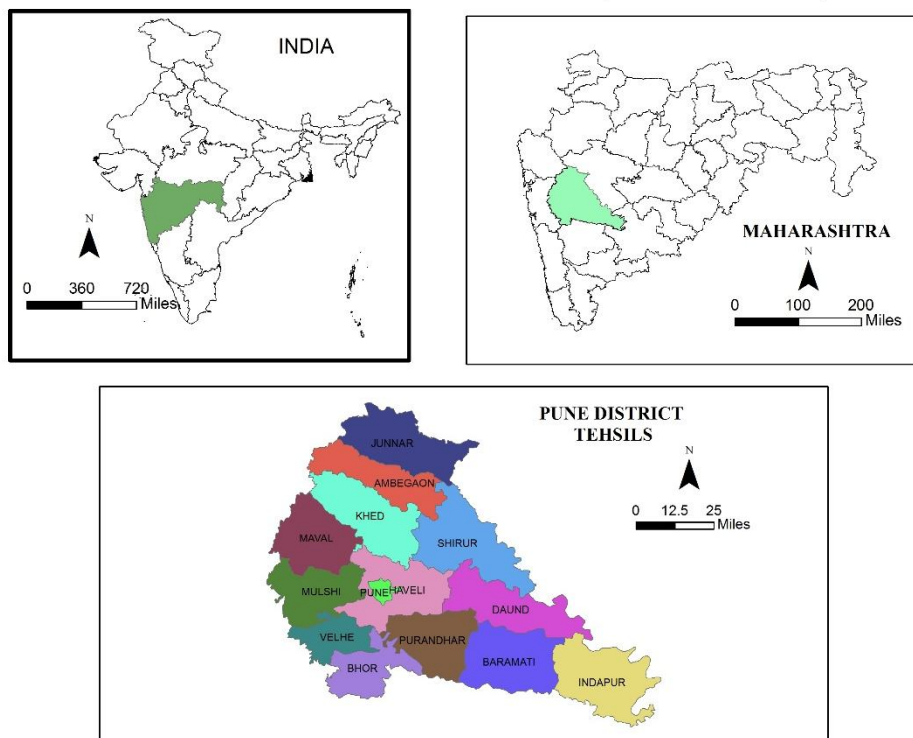 INDIA
N
0 360 720
Miles
MAHARASHTRA
N
0 100 200
Miles
PUNE DISTRICT
TEHSILS
N
0 12.5 25
Miles
JUNNAR
AMBEGAON
KHED
SHIRUR
MAVAL
MULSHI
PUNE
HAVELI
DAUND
VELHE
PURANDHAR
BARAMATI
BHOR
INDAPUR